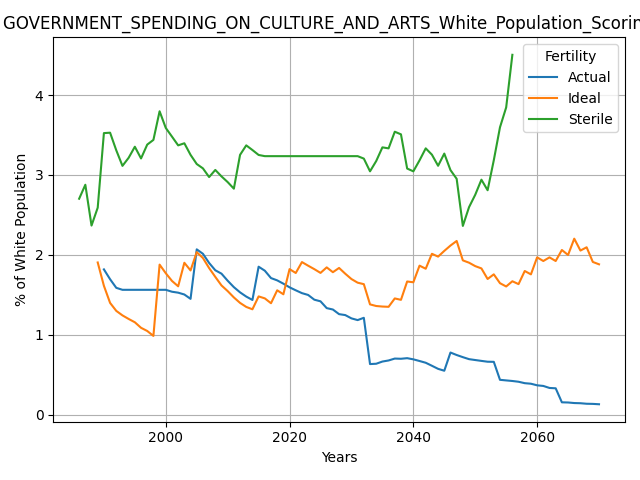 GOVERNMENT_SPENDING_ON_CULTURE_AND_ARTS_White_Population_Scorin
Fertility
Actual
Ideal
Sterile
% of White Population
4
3
2
1
0
2000
2020
2040
2060
Years